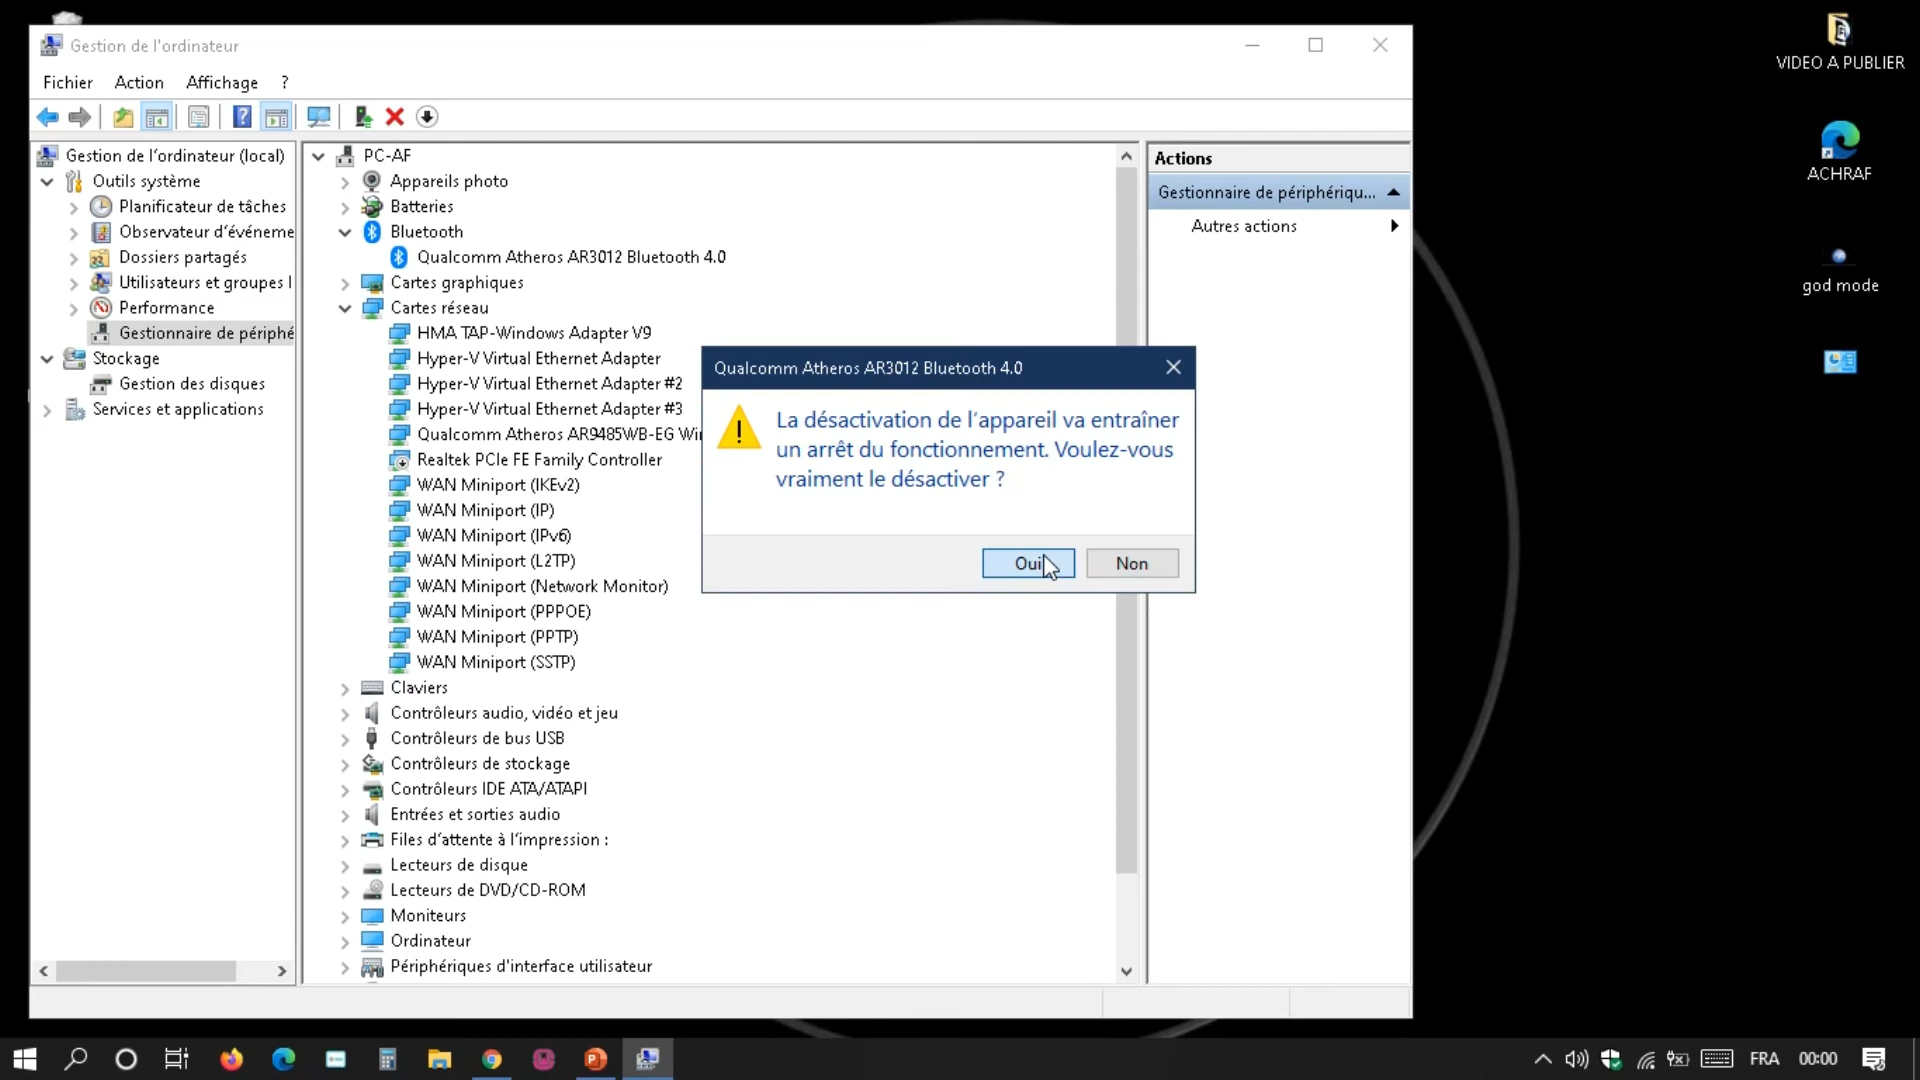 Gestion de l'ordinateur
Fichier Action Affichage ?
Gestion de l'ordinateur (local)
Outils système
Planificateur de tâches
Observateur d'événeme
Dossiers partagés
Utilisateurs et groupes l
Performance
Gestionnaire de périphé
Stockage
Gestion des disques
Services et applications
PC-AF
Appareils photo
Batteries
Bluetooth
Qualcomm Atheros AR3012 Bluetooth 4.0
Cartes graphiques
Cartes réseau
HMA TAP-Windows Adapter V9
Hyper-V Virtual Ethernet Adapter
Hyper-V Virtual Ethernet Adapter #2
Hyper-V Virtual Ethernet Adapter #3
Qualcomm Atheros AR9485WB-EG Wi
Realtek PCIe FE Family Controller
WAN Miniport (IKEv2)
WAN Miniport (IP)
WAN Miniport (IPv6)
WAN Miniport (L2TP)
WAN Miniport (Network Monitor)
WAN Miniport (PPPOE)
WAN Miniport (PPTP)
WAN Miniport (SSTP)
Claviers
Contrôleurs audio, vidéo et jeu
Contrôleurs de bus USB
Contrôleurs de stockage
Contrôleurs IDE ATA/ATAPI
Entrées et sorties audio
Files d'attente à l'impression :
Lecteurs de disque
Lecteurs de DVD/CD-ROM
Moniteurs
Ordinateur
Périphériques d'interface utilisateur
Actions
Gestionnaire de périphériqu...
Autres actions
Qualcomm Atheros AR3012 Bluetooth 4.0
La désactivation de l'appareil va entraîner
un arrêt du fonctionnement. Voulez-vous
vraiment le désactiver ?
Oui Non
VIDEO A PUBLIER
ACHRAF
god mode
FRA 00:00